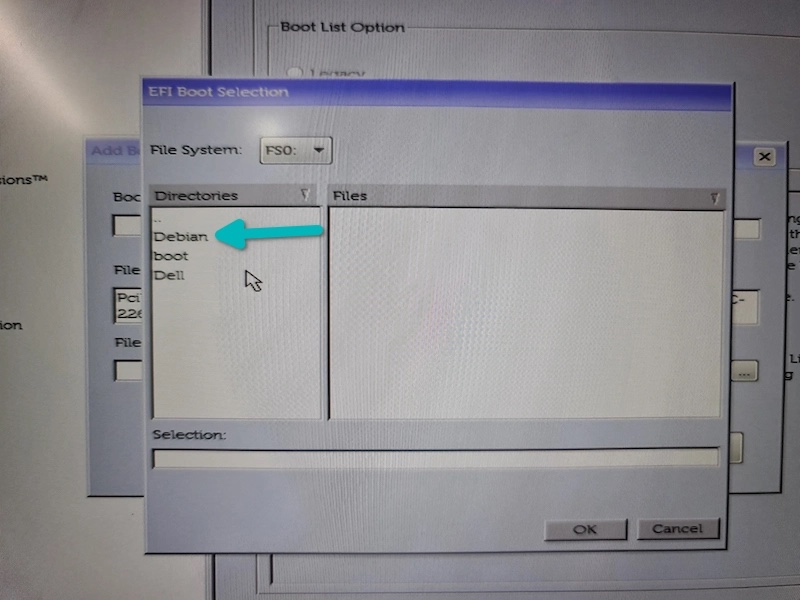 Boot List Option
Legacy
EFI Boot Selection
Add B
File System: FS0:
sions™
Directories
Files
Boo
..
Debian
boot
Dell
File
Pci
226
C-
ion
File
...
Selection:
OK
Cancel